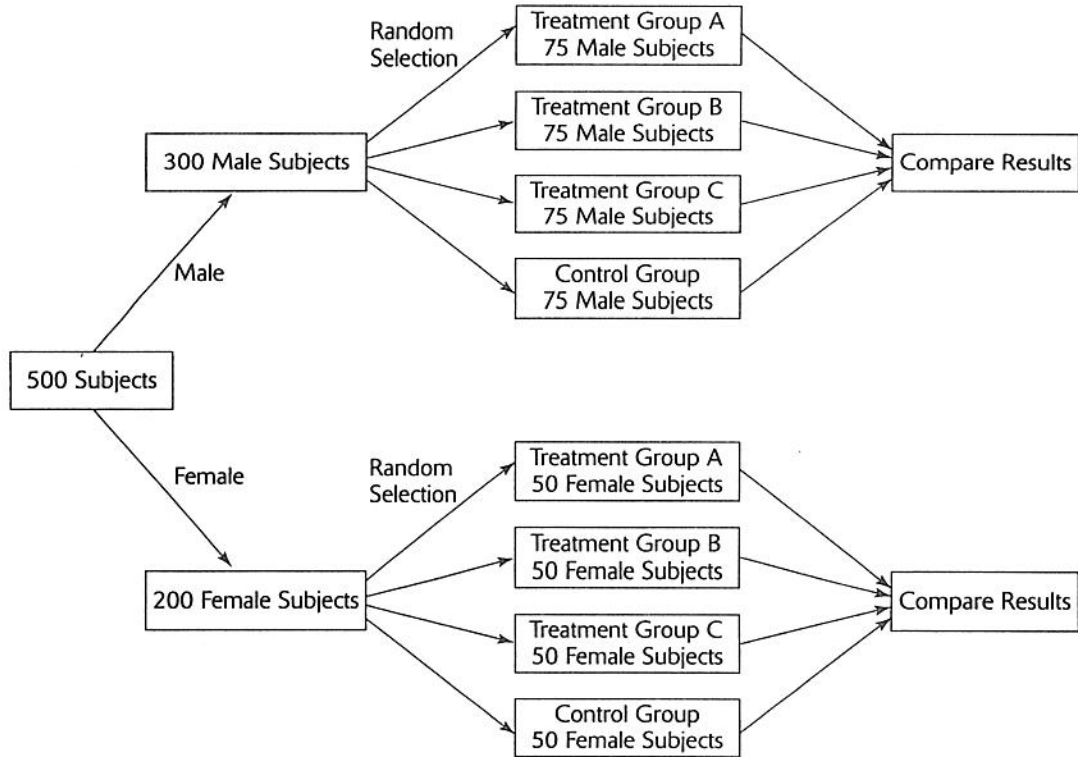 Random
Selection
Treatment Group A
75 Male Subjects
Treatment Group B
75 Male Subjects
300 Male Subjects
Compare Results
Treatment Group C
75 Male Subjects
Control Group
75 Male Subjects
Male
500 Subjects
Female
Random
Selection
Treatment Group A
50 Female Subjects
Treatment Group B
50 Female Subjects
200 Female Subjects
Compare Results
Treatment Group C
50 Female Subjects
Control Group
50 Female Subjects